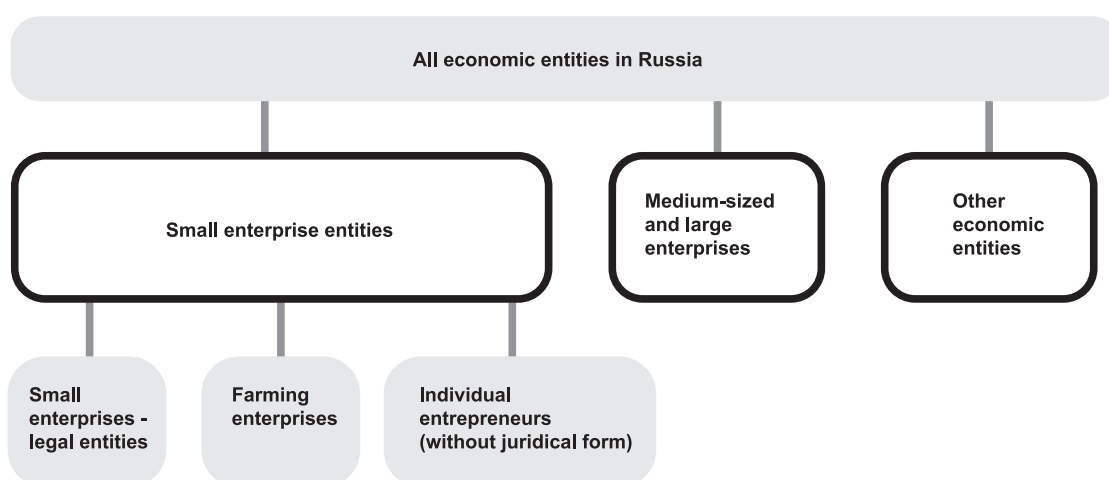 All economic entities in Russia
Small enterprise entities
Medium-sized
and large
enterprises
Other
economic
entities
Small
enterprises -
legal entities
Farming
enterprises
Individual
entrepreneurs
(without juridical form)